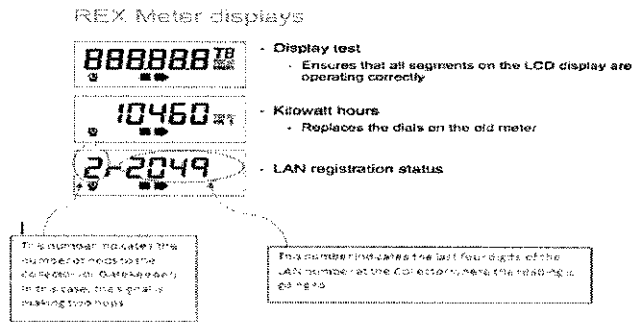 REX Meter displays
888888 TB
- Display test
- Ensures that all segments on the LCD display are
operating correctly
10460
- Kilowatt hours
- Replaces the dials on the old meter
2r-2049
- LAN registration status
This number indicates the
number of hops to the
collector (or Gatekeeper)
In this case, the signal is
making two hops
This number indicates the last four digits of the
LAN number at the Collector where the reading is
going to